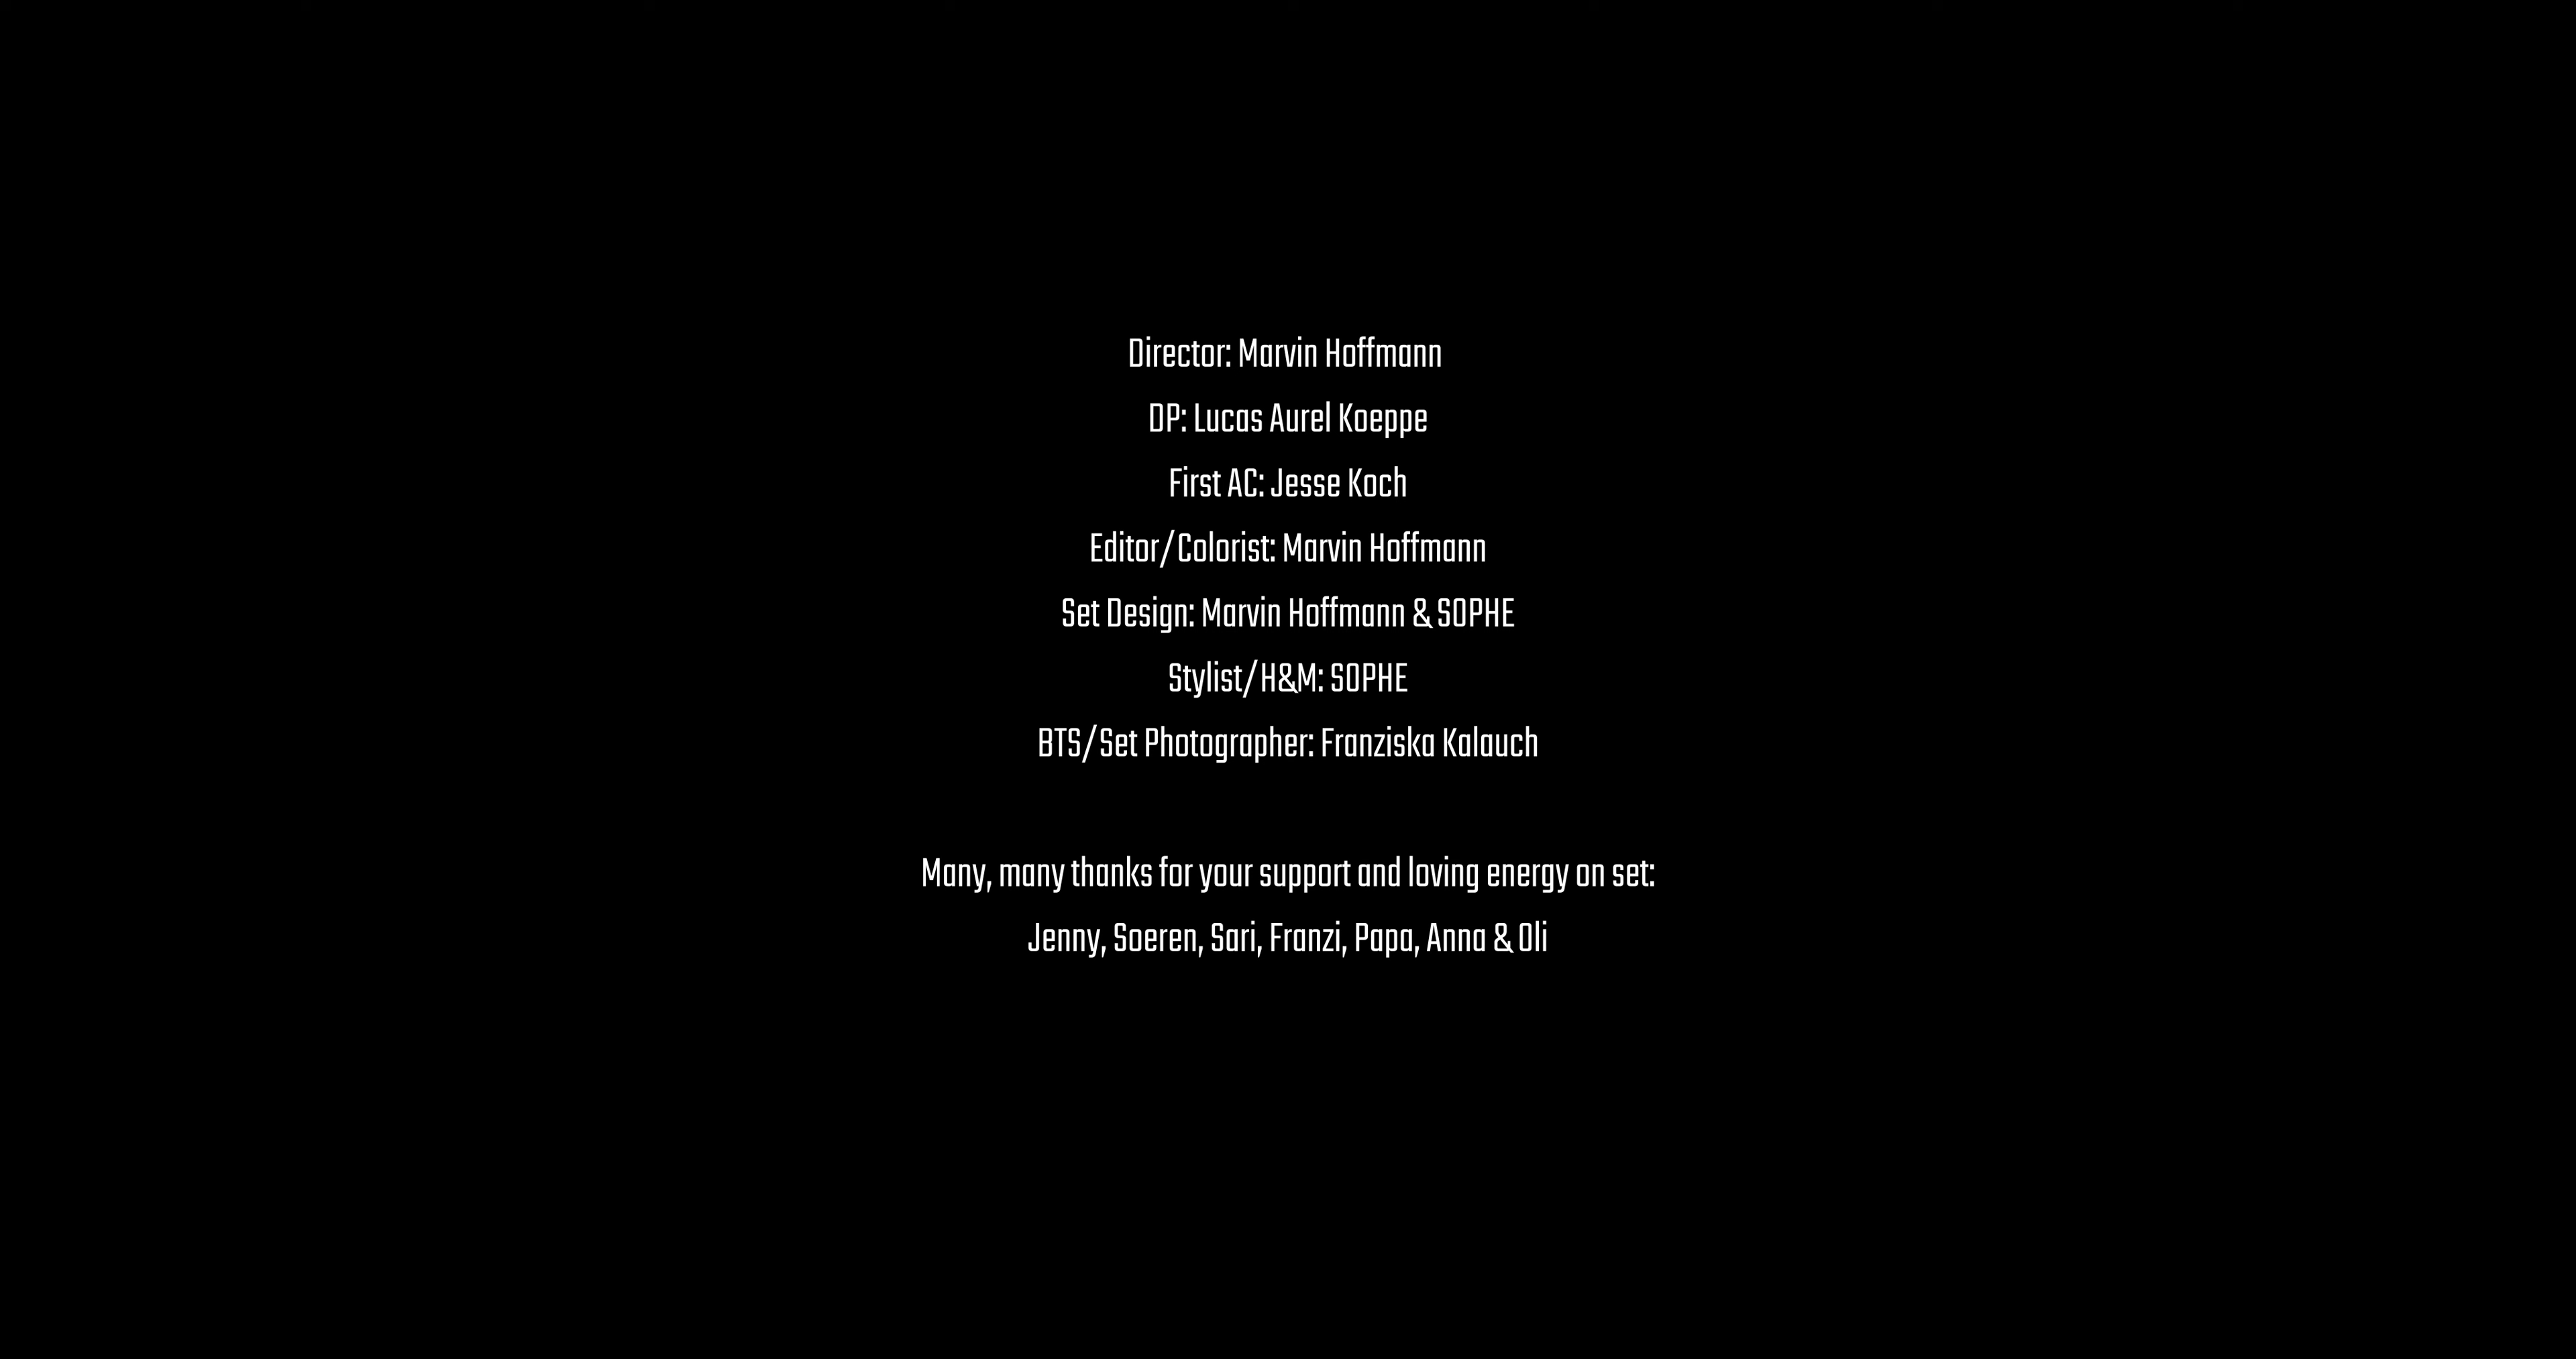 Director: Marvin Hoffmann
DP: Lucas Aurel Koeppe
First AC: Jesse Koch
Editor/Colorist: Marvin Hoffmann
Set Design: Marvin Hoffmann & SOPHE
Stylist/H&M: SOPHE
BTS/Set Photographer: Franziska Kalauch
Many, many thanks for your support and loving energy on set:
Jenny, Soeren, Sari, Franzi, Papa, Anna & Oli